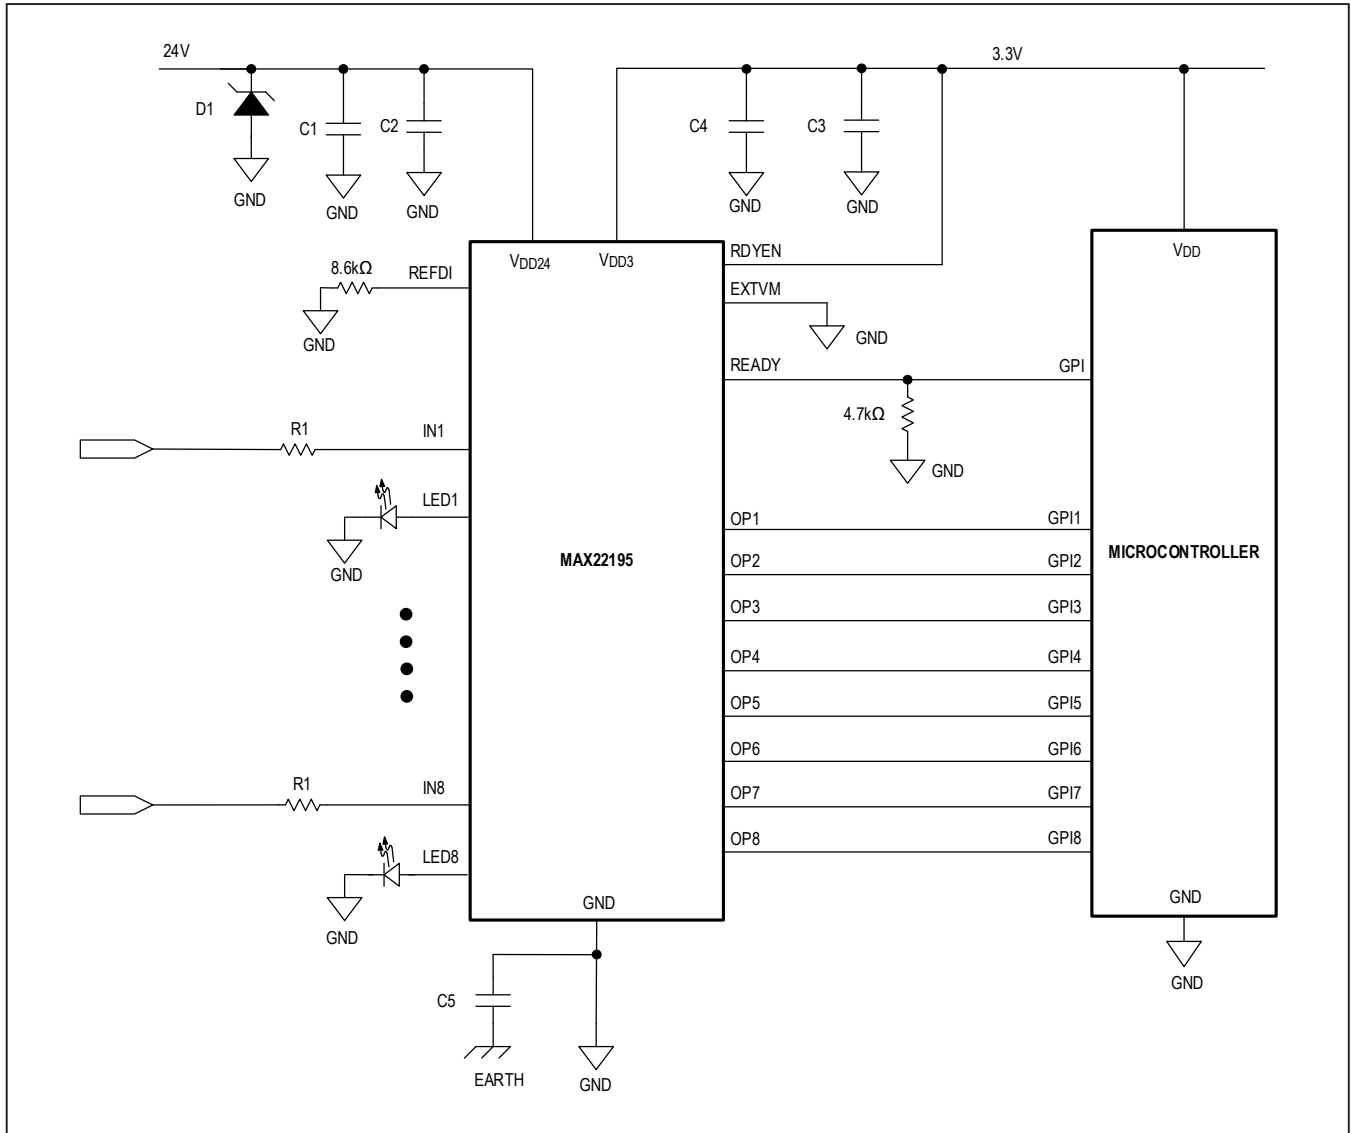 24V
3.3V
D1
C1
C2
C4
C3
GND
GND
GND
GND
GND
VDD24
VDD3
RDYEN
VDD
8.6kΩ
REFDI
EXTVM
GND
GND
READY
GPI
4.7kΩ
GND
R1
IN1
LED1
GND
MAX22195
MICROCONTROLLER
OP1
GPI1
OP2
GPI2
OP3
GPI3
OP4
GPI4
OP5
GPI5
OP6
GPI6
OP7
GPI7
OP8
GPI8
R1
IN8
LED8
GND
GND
GND
GND
C5
EARTH
GND